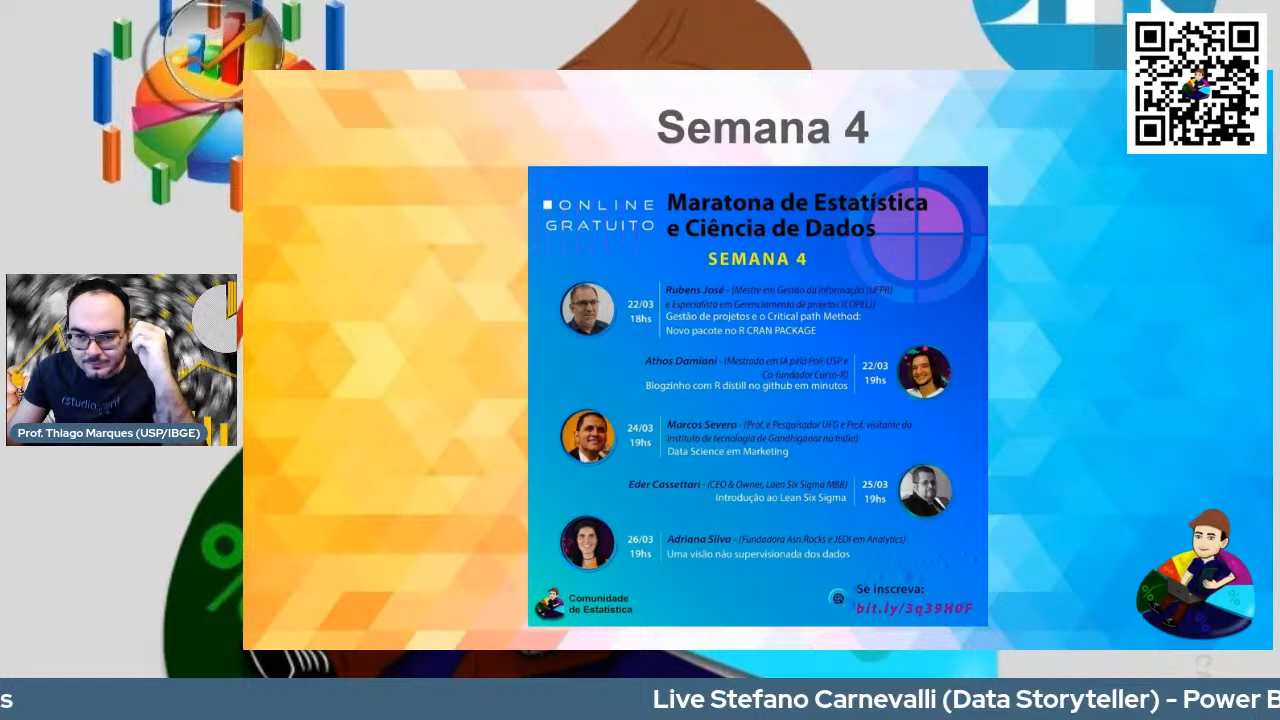 Semana 4
ONLINE
GRATUITO
Maratona de Estatística
e Ciência de Dados
SEMANA 4
22/03
18hs
Rubens José - (Mestre em Gestão da Informação (UFPR)
e Especialista em Gerenciamento de projetos (COPEL))
Gestão de projetos e o Critical path Method:
Novo pacote no R CRAN PACKAGE
Athos Damiani - (Mestrado em IA pela Poli-USP e
Co-fundador Curso-R)
Blogzinho com R distill no github em minutos
22/03
19hs
24/03
19hs
Marcos Severo - (Prof. e Pesquisador UFG e Prof. visitante do
Instituto de tecnologia de Gandhiganar na India)
Data Science em Marketing
Eder Cassettari - (CEO & Owner, Laen Six Sigma MBB)
Introdução ao Lean Six Sigma
25/03
19hs
26/03
19hs
Adriana Silva - (Fundadora Asn.Rocks e JEDI em Analytics)
Uma visão não supervisionada dos dados
Comunidade
de Estatística
Se inscreva:
bit.ly/3q39H0F
rstudio::conf
Prof. Thiago Marques (USP/IBGE)
s
Live Stefano Carnevalli (Data Storyteller) - Power B